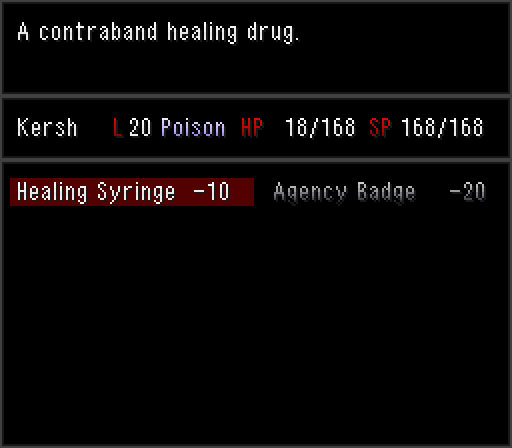 A contraband healing drug.
Kersh L 20 Poison HP 18/168 SP 168/168
Healing Syringe -10 Agency Badge -20